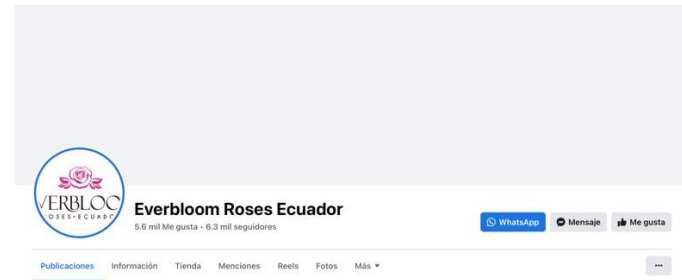 VERBLOO
ROSES•ECUADO
Everbloom Roses Ecuador
5.6 mil Me gusta • 6.3 mil seguidores
WhatsApp Mensaje Me gusta
Publicaciones Información Tienda Menciones Reels Fotos Más